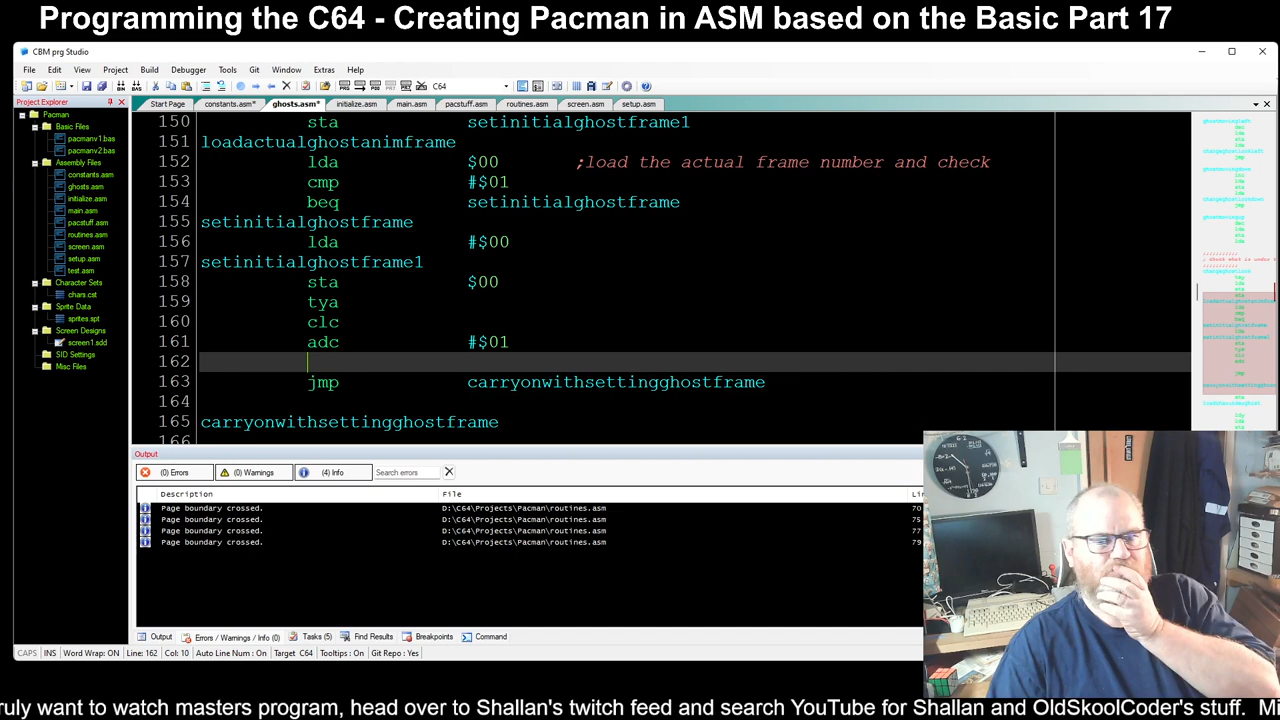 Programming the C64 - Creating Pacman in ASM based on the Basic Part 17
CBM prg Studio
File Edit View Project Build Debugger Tools Git Window Extras Help
C64
Project Explorer
Start Page constants.asm* ghosts.asm* initialize.asm main.asm pacstuff.asm routines.asm screen.asm setup.asm
Pacman
Basic Files
pacmanv1.bas
pacmanv2.bas
Assembly Files
constants.asm
ghosts.asm
initialize.asm
main.asm
pacstuff.asm
routines.asm
screen.asm
setup.asm
test.asm
Character Sets
chars.cst
Sprite Data
sprites.spt
Screen Designs
screen1.sdd
SID Settings
Misc Files
150 sta setinitialghostframe1
151 loadactualghostanimframe
152 lda $00 ;load the actual frame number and check
153 cmp #$01
154 beq setinitialghostframe
155 setinitialghostframe
156 lda #$00
157 setinitialghostframe1
158 sta $00
159 tya
160 clc
161 adc #$01
162
163 jmp carryonwithsettingghostframe
164
165 carryonwithsettingghostframe
166
Output
(0) Errors (0) Warnings (4) Info Search errors
Description File
Page boundary crossed. D:\C64\Projects\Pacman\routines.asm 70
Page boundary crossed. D:\C64\Projects\Pacman\routines.asm 75
Page boundary crossed. D:\C64\Projects\Pacman\routines.asm 77
Page boundary crossed. D:\C64\Projects\Pacman\routines.asm 79
Output Errors / Warnings / Info (0) Tasks (5) Find Results Breakpoints Command
CAPS INS Word Wrap: ON Line: 162 Col: 10 Auto Line Num : On Target C64 Tooltips : On Git Repo : Yes
ruly want to watch masters program, head over to Shallan's twitch feed and search YouTube for Shallan and OldSkoolCoder's stuff.